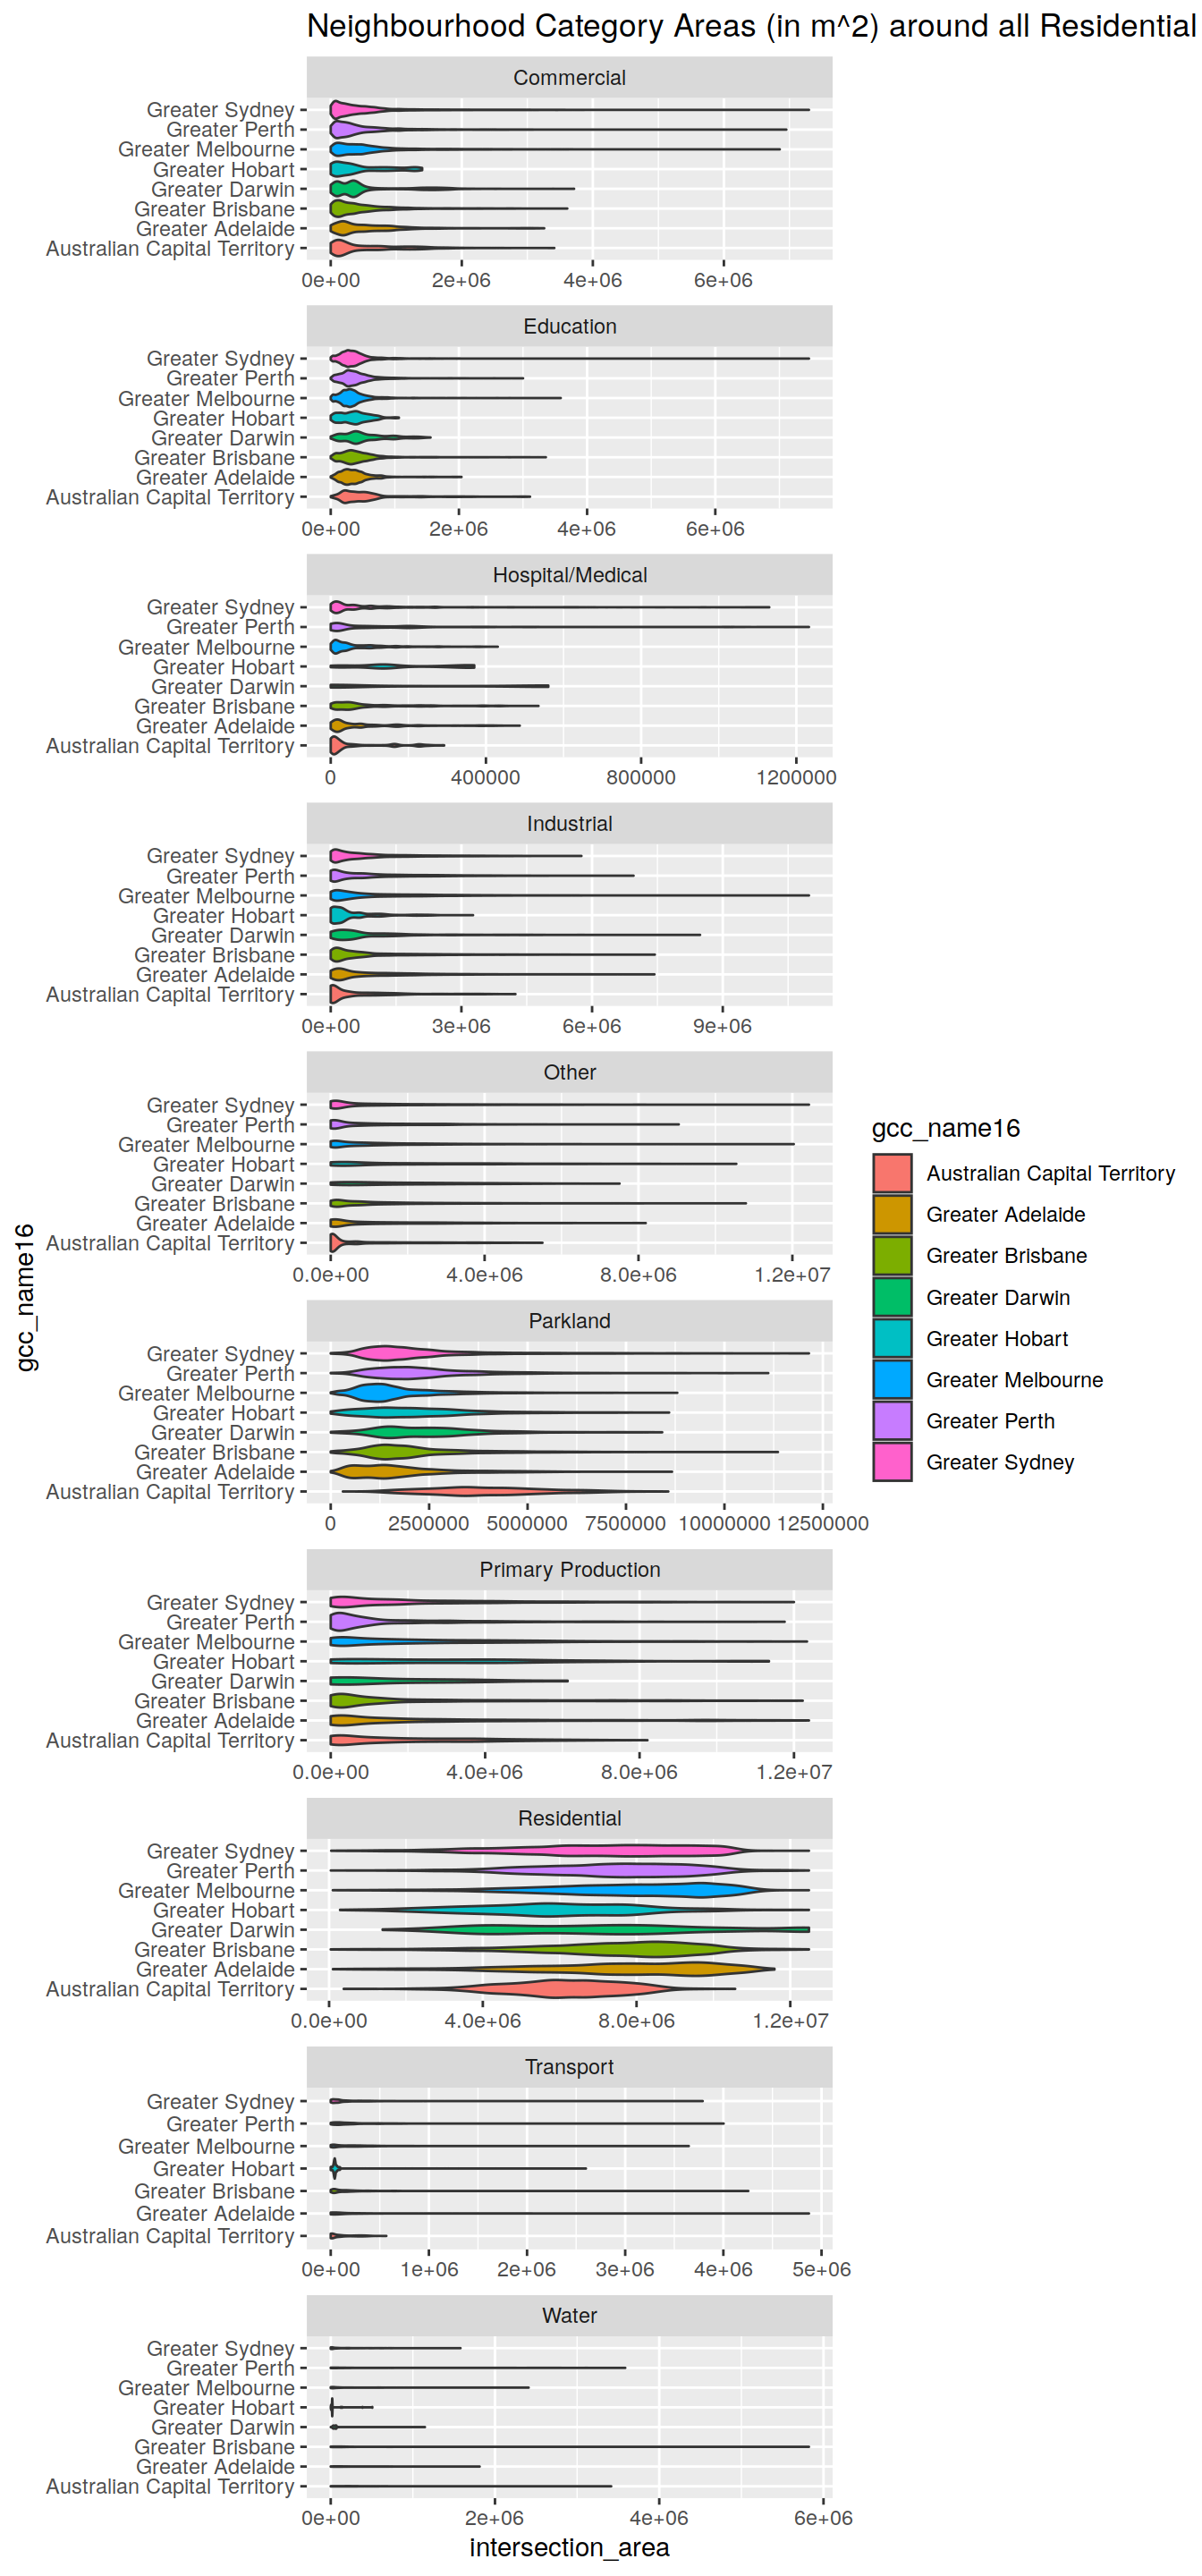 Neighbourhood Category Areas (in m^2) around all Residential
Commercial
Greater Sydney
Greater Perth
Greater Melbourne
Greater Hobart
Greater Darwin
Greater Brisbane
Greater Adelaide
Australian Capital Territory
0e+00 2e+06 4e+06 6e+06
Education
Greater Sydney
Greater Perth
Greater Melbourne
Greater Hobart
Greater Darwin
Greater Brisbane
Greater Adelaide
Australian Capital Territory
0e+00 2e+06 4e+06 6e+06
Hospital/Medical
Greater Sydney
Greater Perth
Greater Melbourne
Greater Hobart
Greater Darwin
Greater Brisbane
Greater Adelaide
Australian Capital Territory
0 400000 800000 1200000
Industrial
Greater Sydney
Greater Perth
Greater Melbourne
Greater Hobart
Greater Darwin
Greater Brisbane
Greater Adelaide
Australian Capital Territory
0e+00 3e+06 6e+06 9e+06
Other
Greater Sydney
Greater Perth
Greater Melbourne
Greater Hobart
Greater Darwin
Greater Brisbane
Greater Adelaide
Australian Capital Territory
0.0e+00 4.0e+06 8.0e+06 1.2e+07
Parkland
Greater Sydney
Greater Perth
Greater Melbourne
Greater Hobart
Greater Darwin
Greater Brisbane
Greater Adelaide
Australian Capital Territory
0 2500000 5000000 7500000 10000000 12500000
Primary Production
Greater Sydney
Greater Perth
Greater Melbourne
Greater Hobart
Greater Darwin
Greater Brisbane
Greater Adelaide
Australian Capital Territory
0.0e+00 4.0e+06 8.0e+06 1.2e+07
Residential
Greater Sydney
Greater Perth
Greater Melbourne
Greater Hobart
Greater Darwin
Greater Brisbane
Greater Adelaide
Australian Capital Territory
0.0e+00 4.0e+06 8.0e+06 1.2e+07
Transport
Greater Sydney
Greater Perth
Greater Melbourne
Greater Hobart
Greater Brisbane
Greater Adelaide
Australian Capital Territory
0e+00 1e+06 2e+06 3e+06 4e+06 5e+06
Water
Greater Sydney
Greater Perth
Greater Melbourne
Greater Hobart
Greater Darwin
Greater Brisbane
Greater Adelaide
Australian Capital Territory
0e+00 2e+06 4e+06 6e+06
intersection_area
gcc_name16
gcc_name16
Australian Capital Territory
Greater Adelaide
Greater Brisbane
Greater Darwin
Greater Hobart
Greater Melbourne
Greater Perth
Greater Sydney